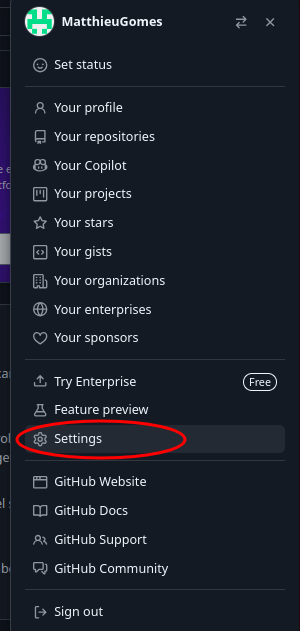 MatthieuGomes
Set status
Your profile
Your repositories
Your Copilot
Your projects
Your stars
Your gists
Your organizations
Your enterprises
Your sponsors
Try Enterprise Free
Feature preview
Settings
GitHub Website
GitHub Docs
GitHub Support
GitHub Community
Sign out